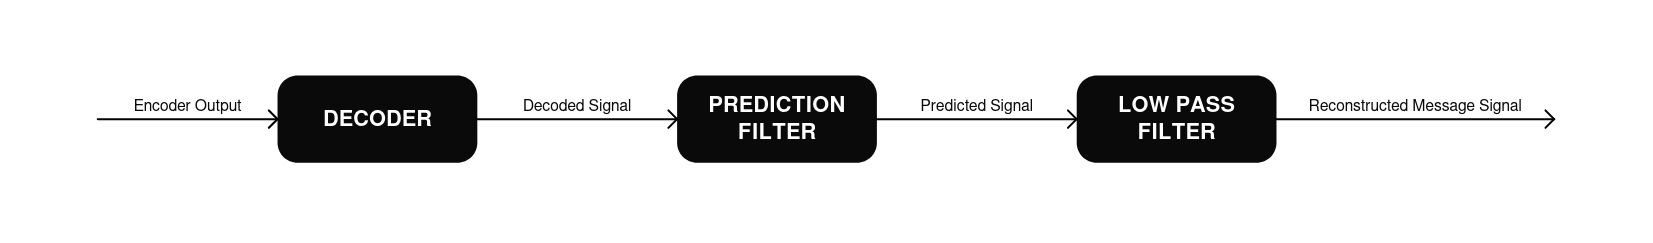 Encoder Output
DECODER
Decoded Signal
PREDICTION
FILTER
Predicted Signal
LOW PASS
FILTER
Reconstructed Message Signal